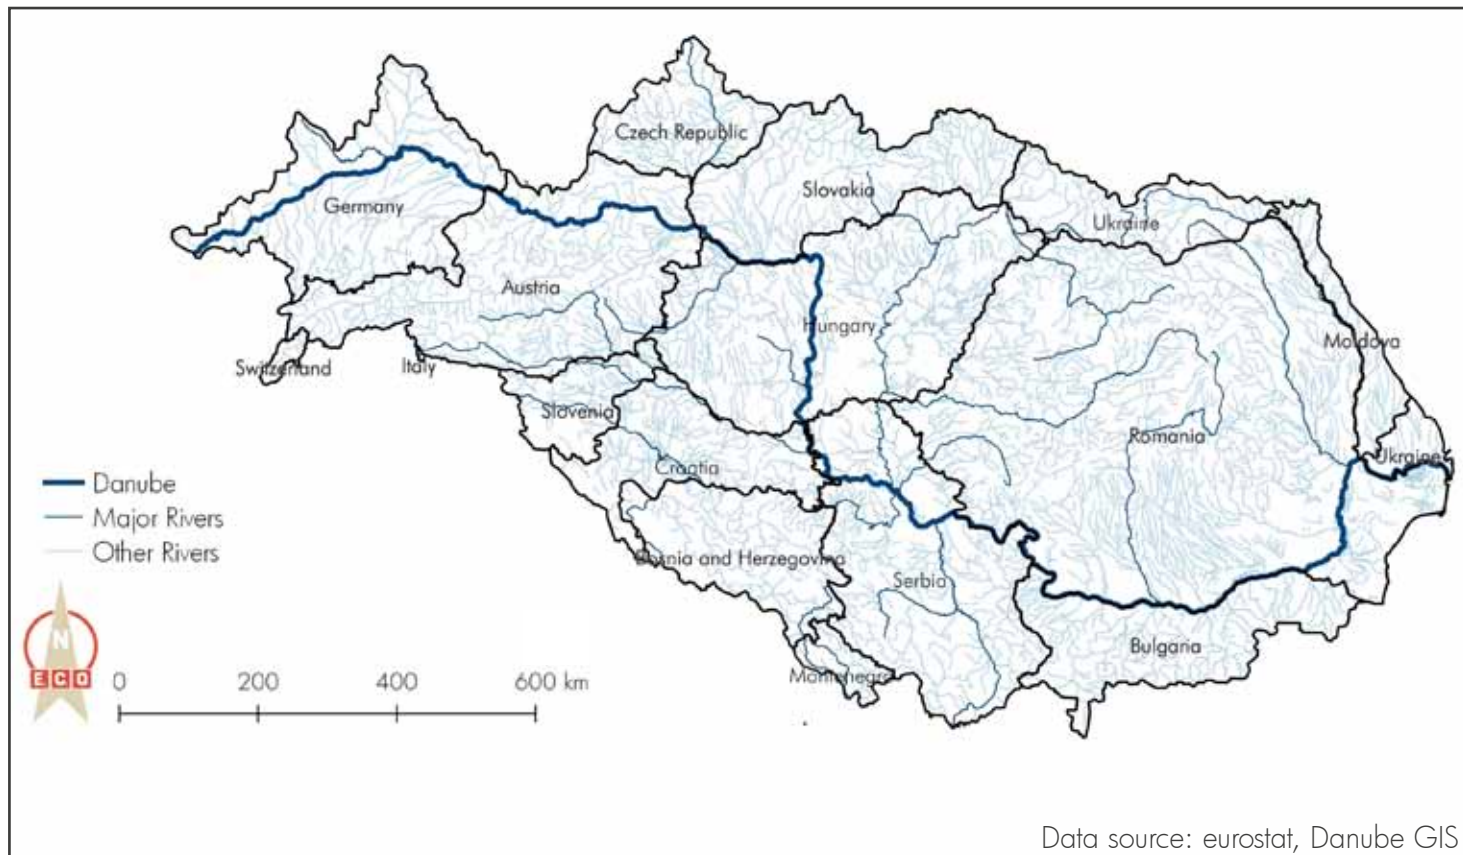 Czech Republic
Slovakia
Germany
Ukraine
Austria
Hungary
Moldova
Switzerland
Italy
Slovenia
Romania
Croatia
Ukraine
Danube
Major Rivers
Other Rivers
Bosnia and Herzegovina
Serbia
Bulgaria
Montenegro
N
ECO
0 200 400 600 km
Data source: eurostat, Danube GIS